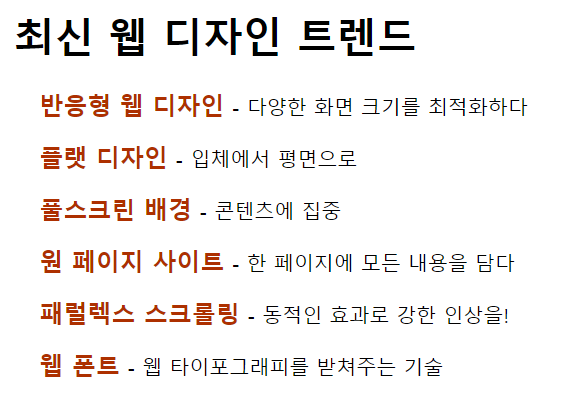 최신 웹 디자인 트렌드
반응형 웹 디자인 - 다양한 화면 크기를 최적화하다
플랫 디자인 - 입체에서 평면으로
풀스크린 배경 - 콘텐츠에 집중
원 페이지 사이트 - 한 페이지에 모든 내용을 담다
패럴렉스 스크롤링 - 동적인 효과로 강한 인상을!
웹 폰트 - 웹 타이포그래피를 받쳐주는 기술